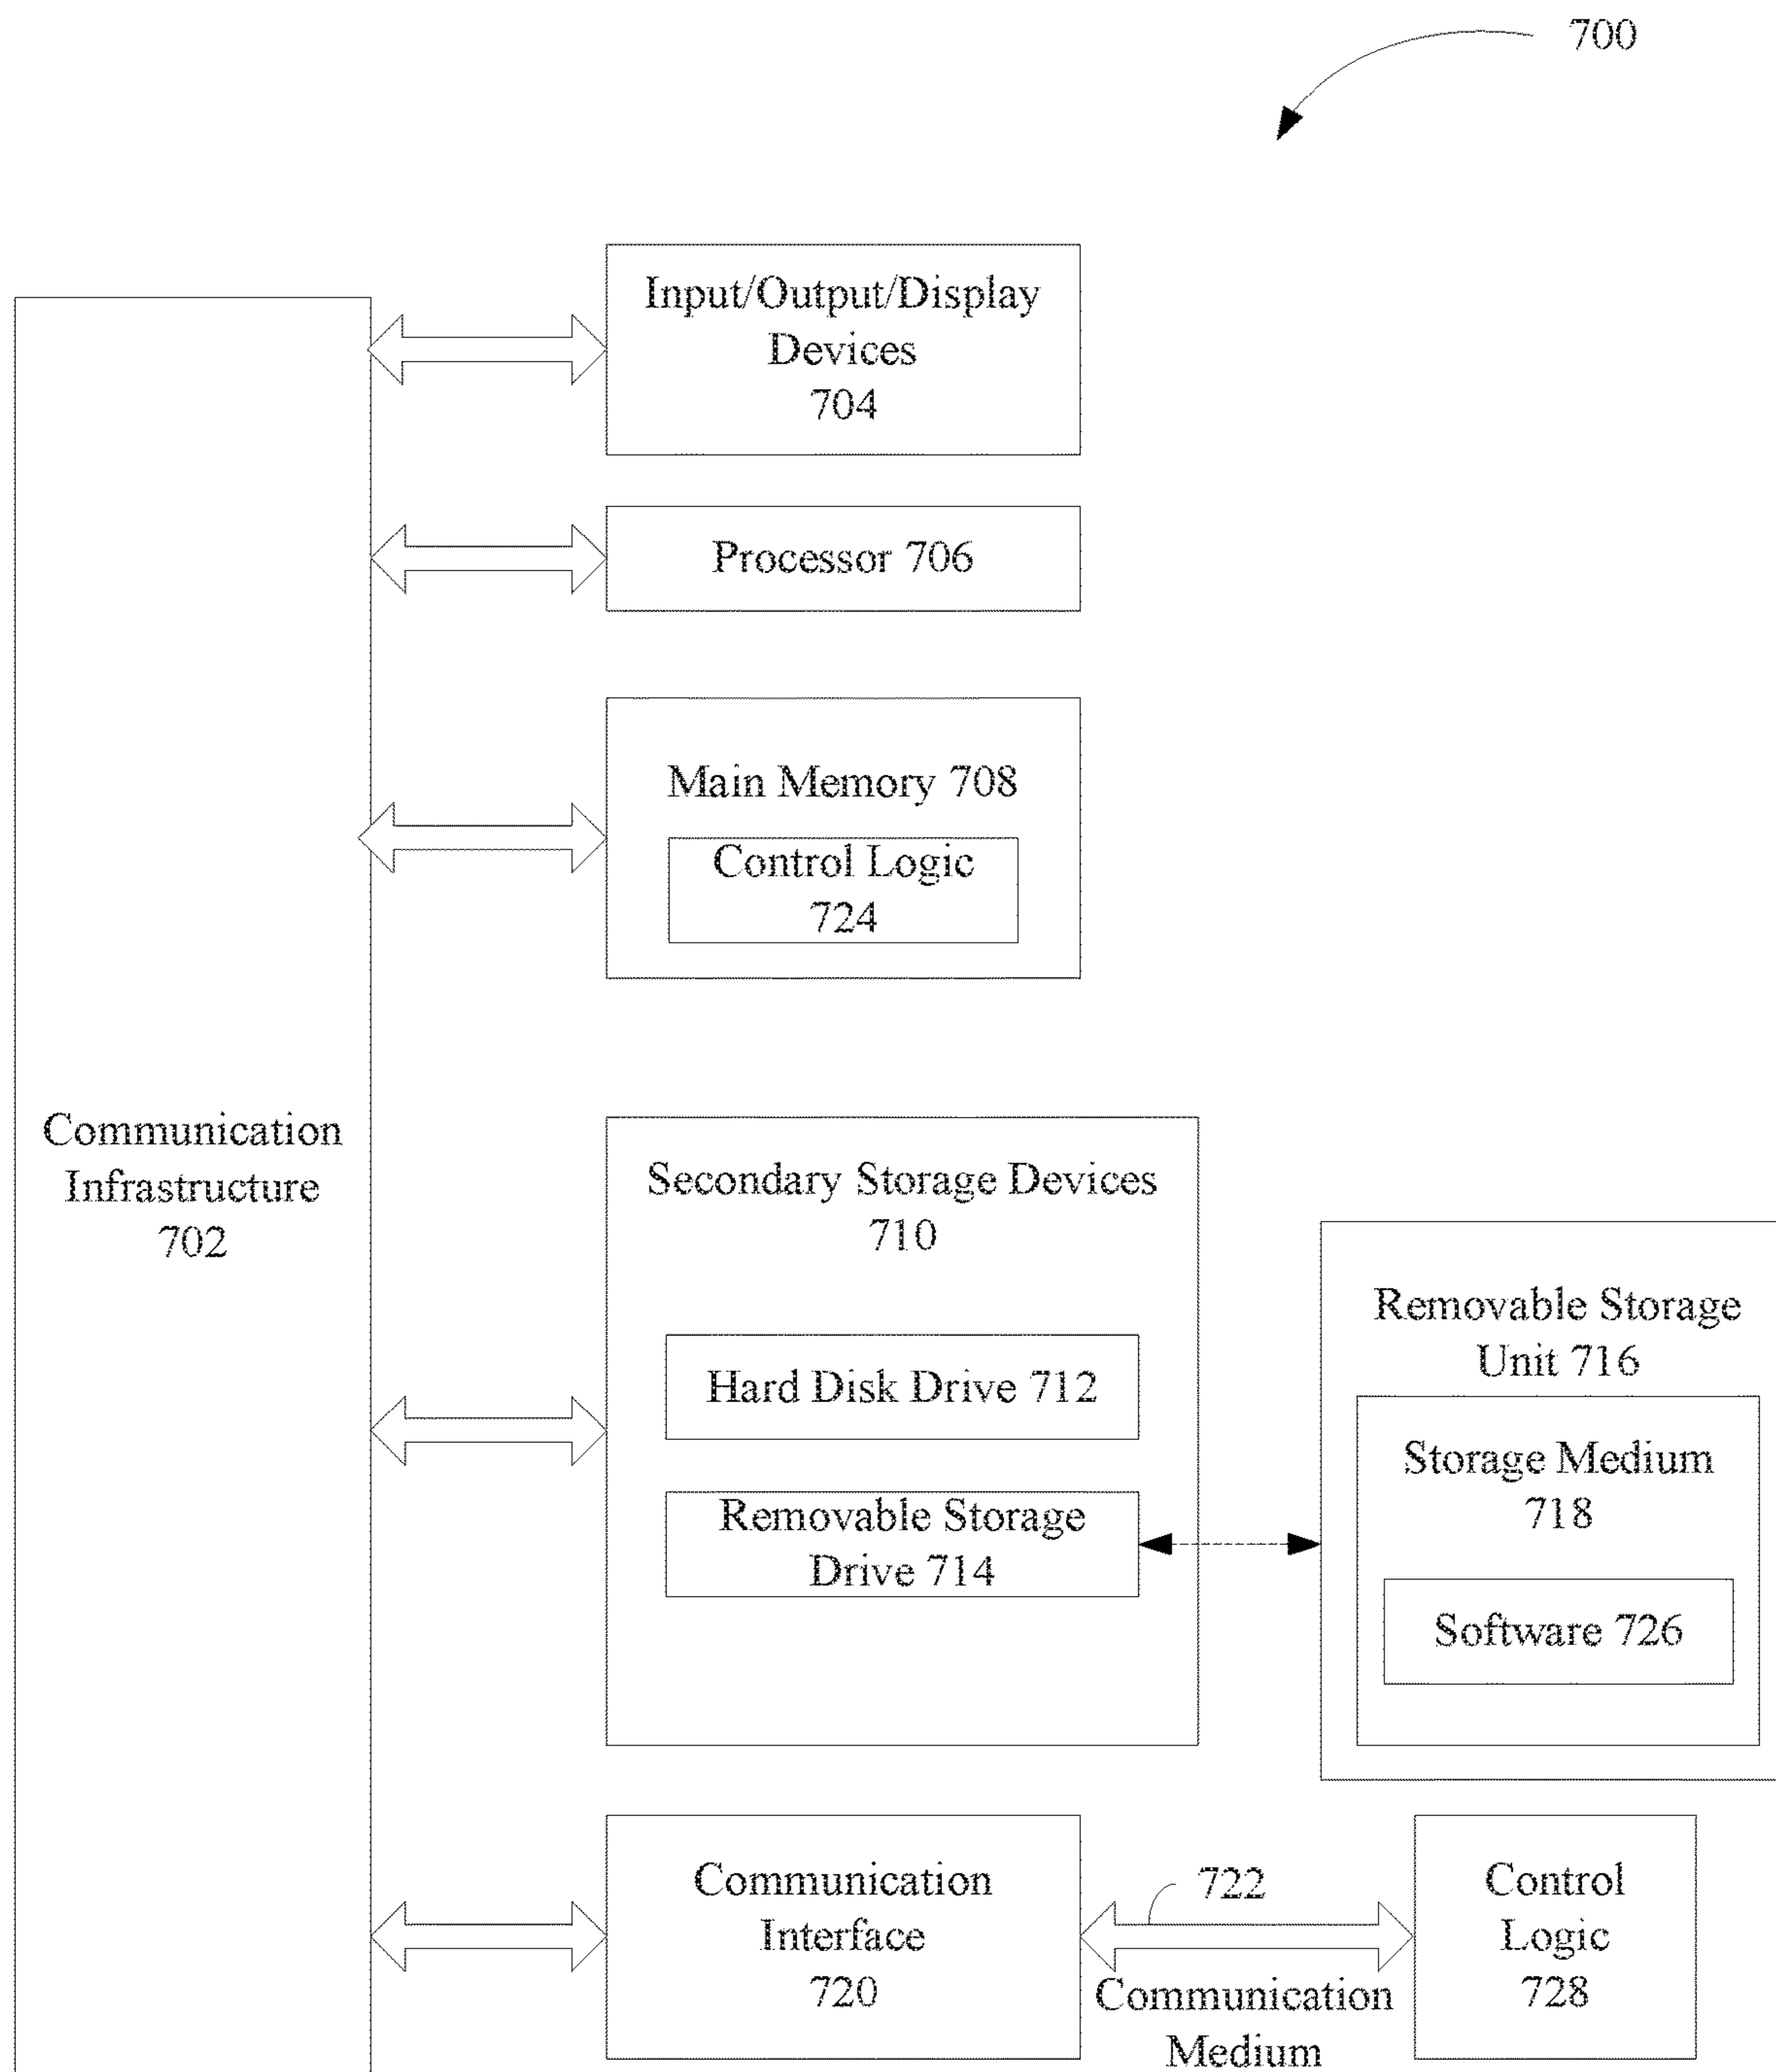 700
Input/Output/Display
Devices
704
Processor 706
Main Memory 708
Control Logic
724
Communication
Infrastructure
702
Secondary Storage Devices
710
Hard Disk Drive 712
Removable Storage
Drive 714
Removable Storage
Unit 716
Storage Medium
718
Software 726
Communication
Interface
720
722
Communication
Medium
Control
Logic
728